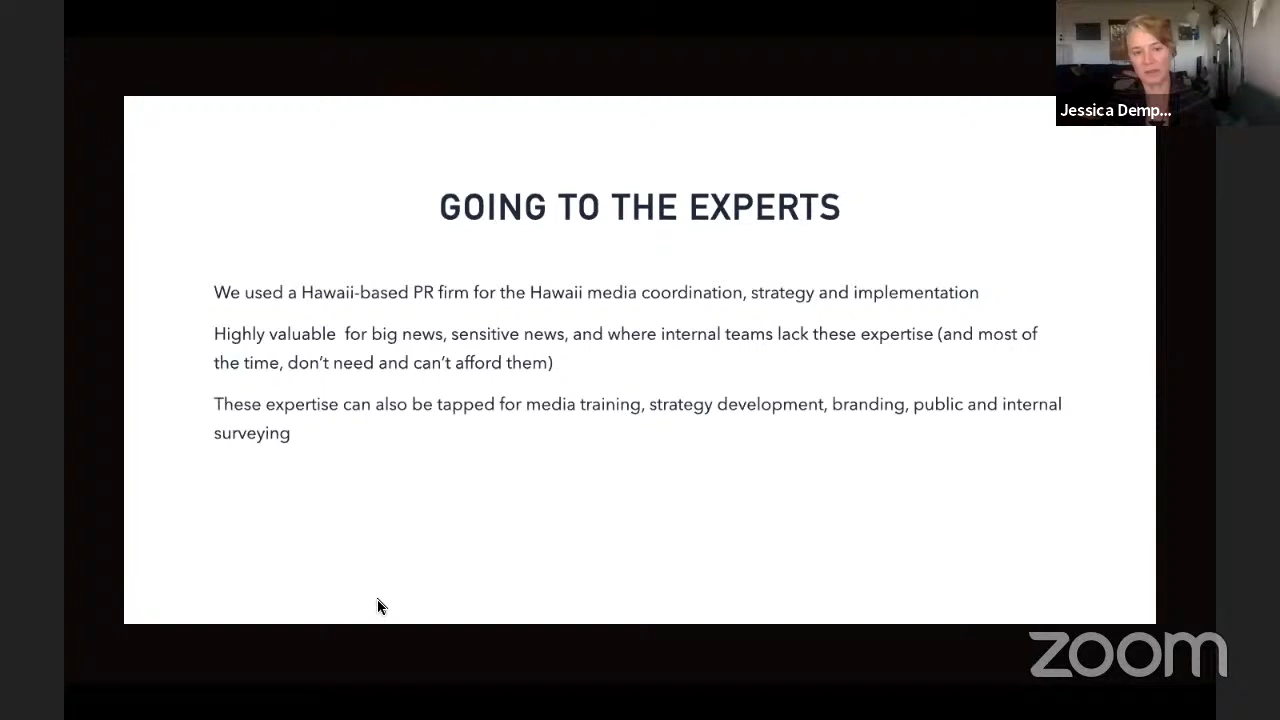 Jessica Demp...
GOING TO THE EXPERTS
We used a Hawaii-based PR firm for the Hawaii media coordination, strategy and implementation
Highly valuable  for big news, sensitive news, and where internal teams lack these expertise (and most of
the time, don’t need and can’t afford them)
These expertise can also be tapped for media training, strategy development, branding, public and internal
surveying
zoom